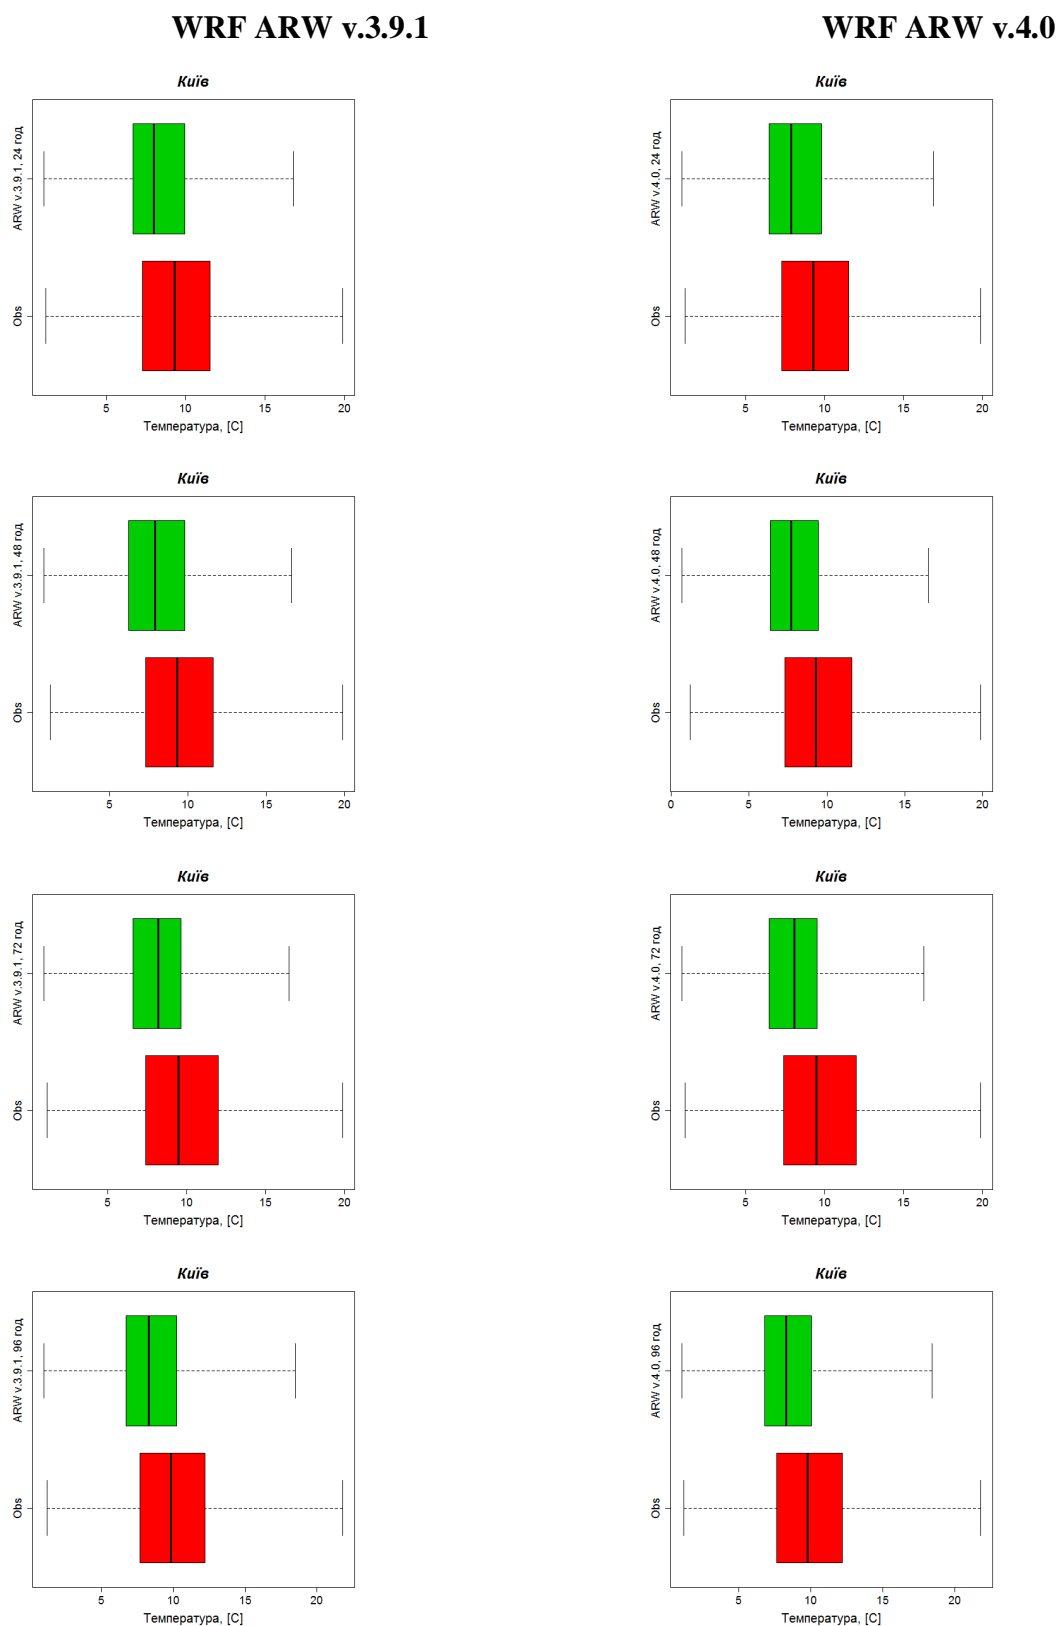 WRF ARW v.3.9.1
WRF ARW v.4.0
Київ
ARW v.3.9.1, 24 год
Obs
5 10 15 20
Температура, [C]
Київ
ARW v.4.0, 24 год
Obs
5 10 15 20
Температура, [C]
Київ
ARW v.3.9.1, 48 год
Obs
5 10 15 20
Температура, [C]
Київ
ARW v.4.0, 48 год
Obs
0 5 10 15 20
Температура, [C]
Київ
ARW v.3.9.1, 72 год
Obs
5 10 15 20
Температура, [C]
Київ
ARW v.4.0, 72 год
Obs
5 10 15 20
Температура, [C]
Київ
ARW v.3.9.1, 96 год
Obs
5 10 15 20
Температура, [C]
Київ
ARW v.4.0, 96 год
Obs
5 10 15 20
Температура, [C]